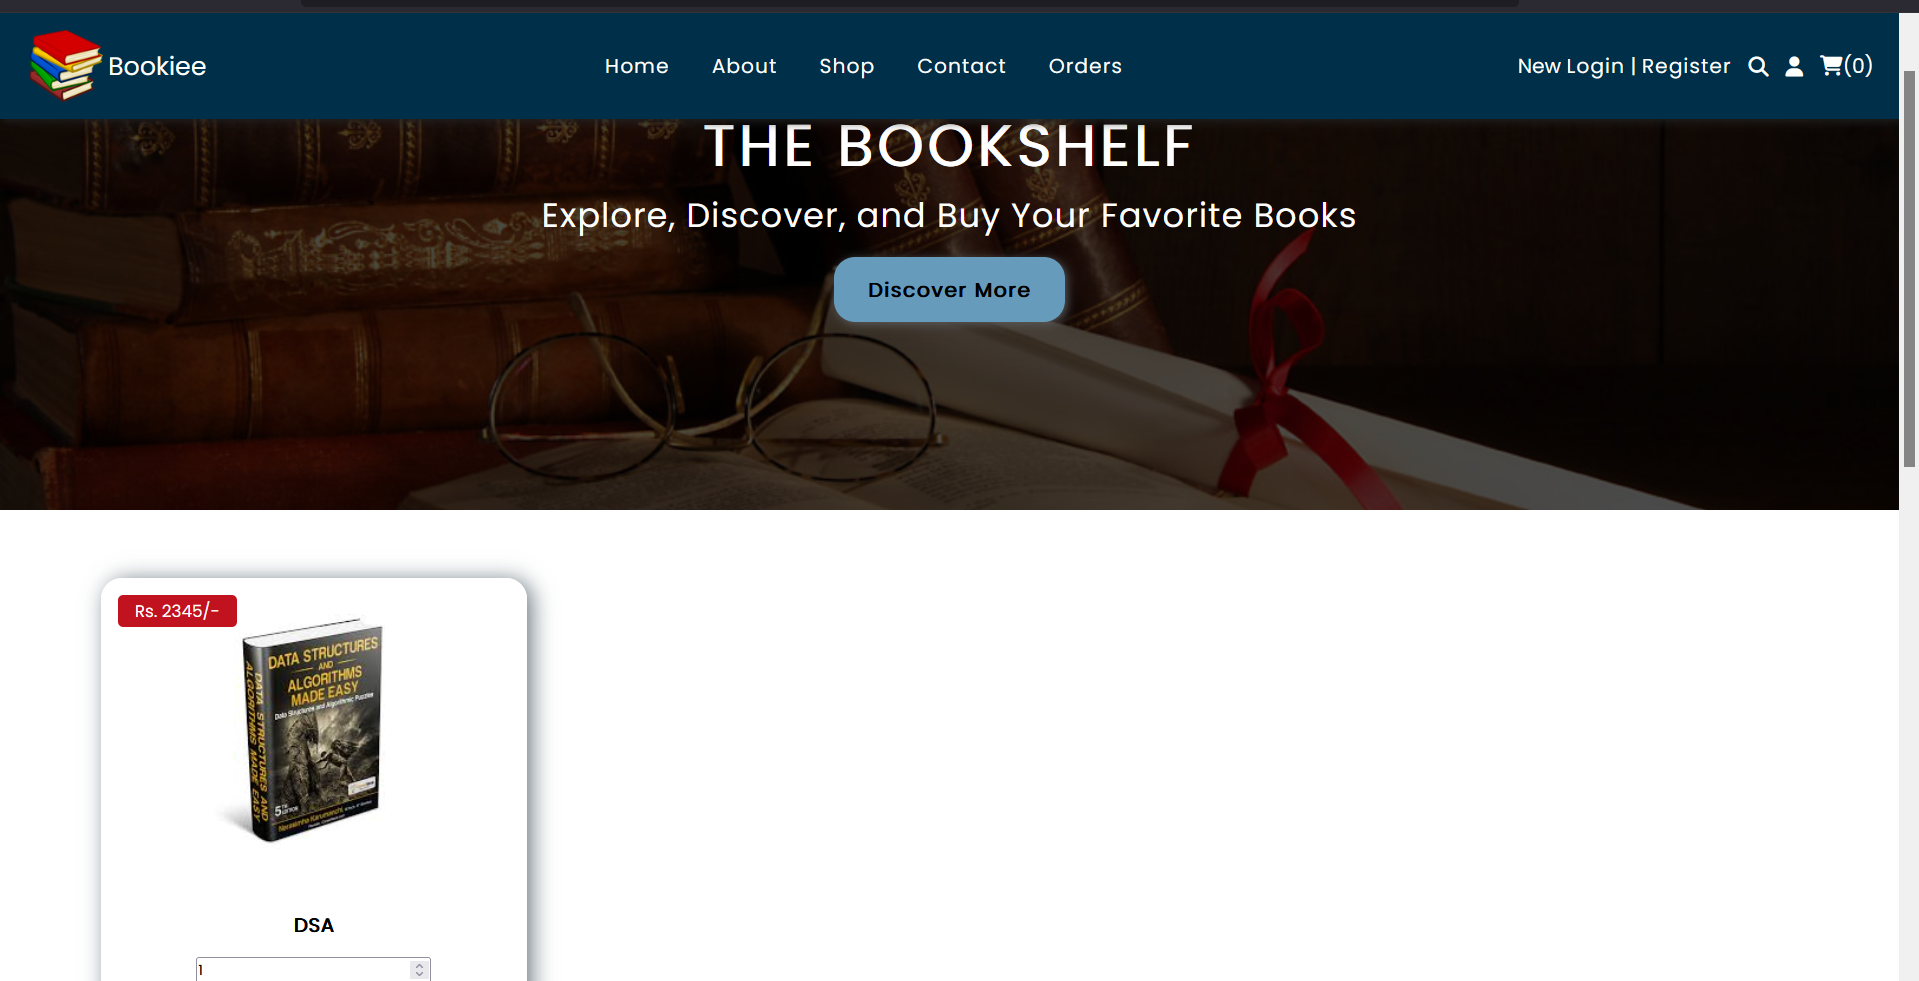 Bookiee
Home About Shop Contact Orders
New Login | Register (0)
THE BOOKSHELF
Explore, Discover, and Buy Your Favorite Books
Discover More
Rs. 2345/-
DATA STRUCTURES
AND
ALGORITHMS
MADE EASY
Data Structures and Algorithmic Puzzles
DATA STRUCTURES AND
ALGORITHMS MADE EASY
5TH
EDITION
Narasimha Karumanchi,
DSA
1